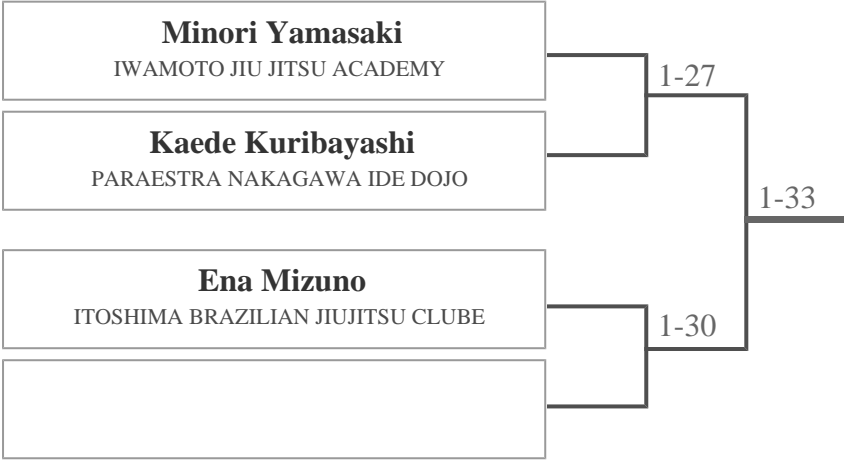 Minori Yamasaki
IWAMOTO JIU JITSU ACADEMY
1-27
Kaede Kuribayashi
PARAESTRA NAKAGAWA IDE DOJO
1-33
Ena Mizuno
ITOSHIMA BRAZILIAN JIUJITSU CLUBE
1-30